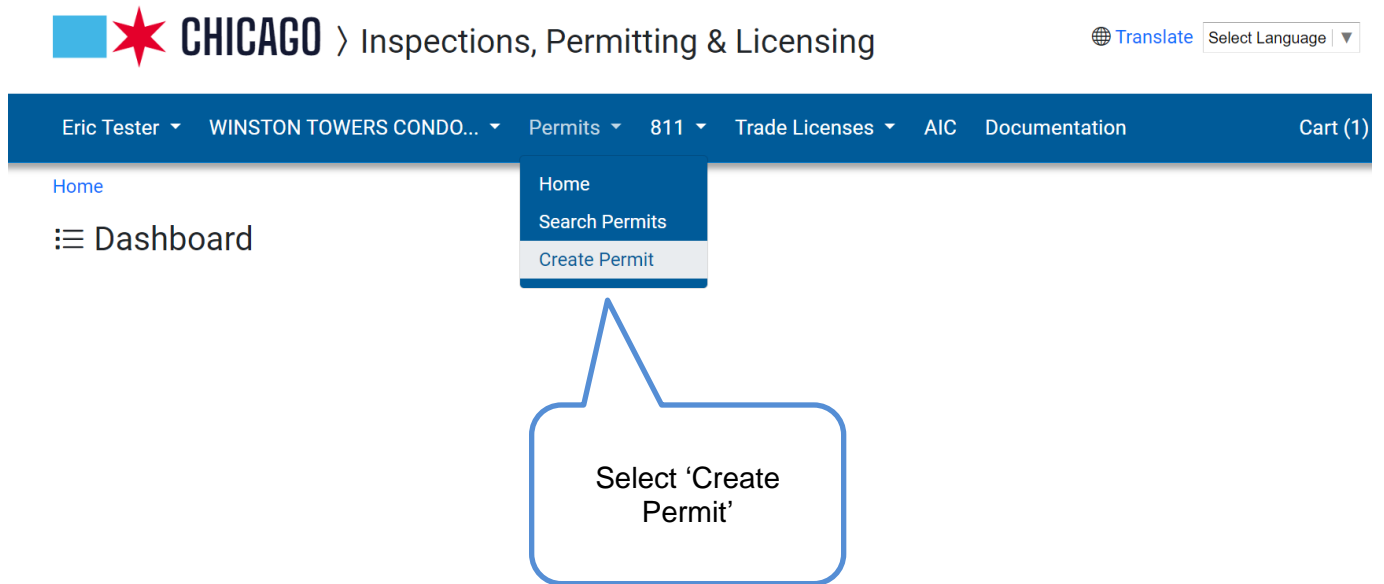 CHICAGO 〉 Inspections, Permitting & Licensing
Translate Select Language ▼
Eric Tester WINSTON TOWERS CONDO... Permits 811 Trade Licenses AIC Documentation Cart (1)
Home
Dashboard
Home
Search Permits
Create Permit
Select ‘Create
Permit’